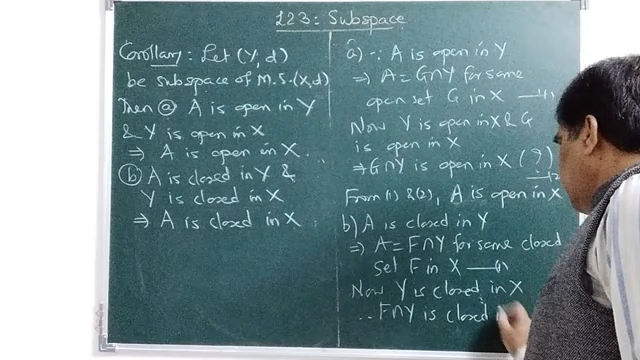 L23: Subspace
Corollary: Let (Y, d)
be subspace of M.S.(X,d)
Then ⓐ A is open in Y
& Y is open in X
⇒ A is open in X...
ⓑ A is closed in Y &
Y is closed in X
⇒ A is closed in X.
a) ∵ A is open in Y
⇒ A = G∩Y for some
open set G in X —(1)
Now Y is open in X & G
is open in X
⇒ G∩Y is open in X (?)
—(2)
From (1) & (2), A is open in X
b) A is closed in Y
⇒ A = F∩Y for some closed
Set F in X —(1)
Now Y is closed in X
∴ F∩Y is closed